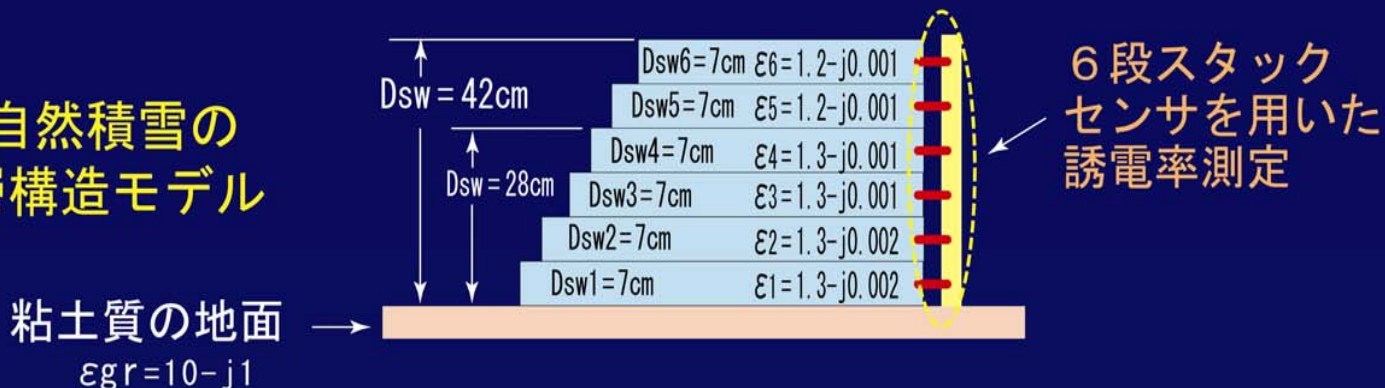 自然積雪の
構造モデル
粘土質の地面
εgr=10-j1
Dsw=42cm
Dsw=28cm
Dsw6=7cm ε6=1.2-j0.001
Dsw5=7cm ε5=1.2-j0.001
Dsw4=7cm ε4=1.3-j0.001
Dsw3=7cm ε3=1.3-j0.001
Dsw2=7cm ε2=1.3-j0.002
Dsw1=7cm ε1=1.3-j0.002
6段スタック
センサを用いた
誘電率測定